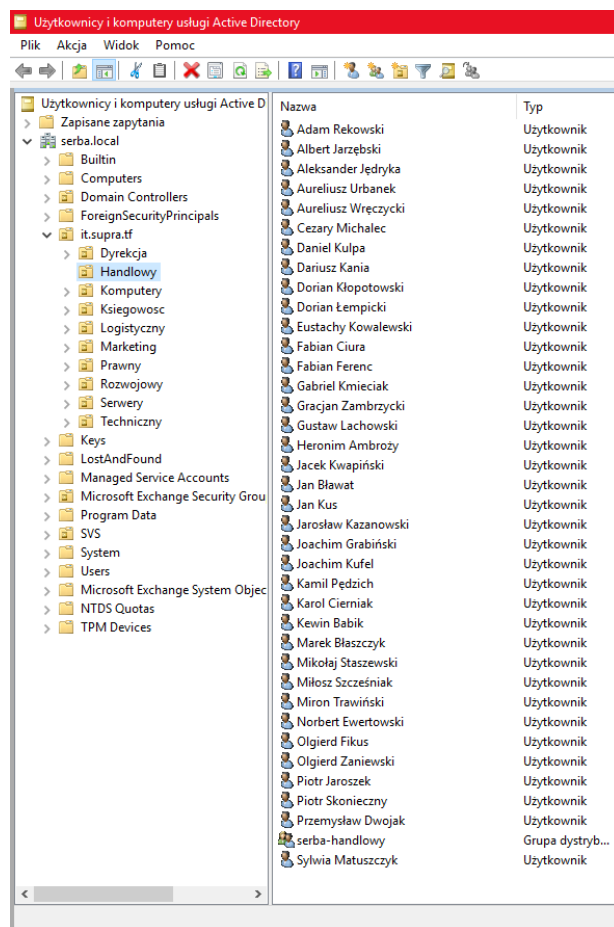 Użytkownicy i komputery usługi Active Directory
Plik Akcja Widok Pomoc
Użytkownicy i komputery usługi Active D
Zapisane zapytania
serba.local
Builtin
Computers
Domain Controllers
ForeignSecurityPrincipals
it.supra.tf
Dyrekcja
Handlowy
Komputery
Ksiegowosc
Logistyczny
Marketing
Prawny
Rozwojowy
Serwery
Techniczny
Keys
LostAndFound
Managed Service Accounts
Microsoft Exchange Security Grou
Program Data
SVS
System
Users
Microsoft Exchange System Objec
NTDS Quotas
TPM Devices
Nazwa Typ
Adam Rekowski Użytkownik
Albert Jarzębski Użytkownik
Aleksander Jędryka Użytkownik
Aureliusz Urbanek Użytkownik
Aureliusz Wręczycki Użytkownik
Cezary Michalec Użytkownik
Daniel Kulpa Użytkownik
Dariusz Kania Użytkownik
Dorian Kłopotowski Użytkownik
Dorian Łempicki Użytkownik
Eustachy Kowalewski Użytkownik
Fabian Ciura Użytkownik
Fabian Ferenc Użytkownik
Gabriel Kmieciak Użytkownik
Gracjan Zambrzycki Użytkownik
Gustaw Lachowski Użytkownik
Heronim Ambroży Użytkownik
Jacek Kwapiński Użytkownik
Jan Bławat Użytkownik
Jan Kus Użytkownik
Jarosław Kazanowski Użytkownik
Joachim Grabiński Użytkownik
Joachim Kufel Użytkownik
Kamil Pędzich Użytkownik
Karol Cierniak Użytkownik
Kewin Babik Użytkownik
Marek Błaszczyk Użytkownik
Mikołaj Staszewski Użytkownik
Miłosz Szcześniak Użytkownik
Miron Trawiński Użytkownik
Norbert Ewertowski Użytkownik
Olgierd Fikus Użytkownik
Olgierd Zaniewski Użytkownik
Piotr Jaroszek Użytkownik
Piotr Skonieczny Użytkownik
Przemysław Dwojak Użytkownik
serba-handlowy Grupa dystryb...
Sylwia Matuszczyk Użytkownik